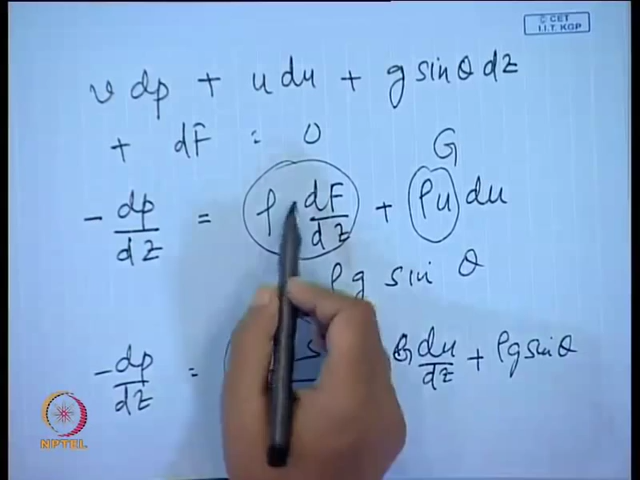 © CET
I.I.T. KGP
v dp + u du + g sin θ dz
+ dF = 0
G
- dp/dz = ρ dF/dz + ρu du
ρg sin θ
- dp/dz = G du/dz + ρg sin θ
NPTEL